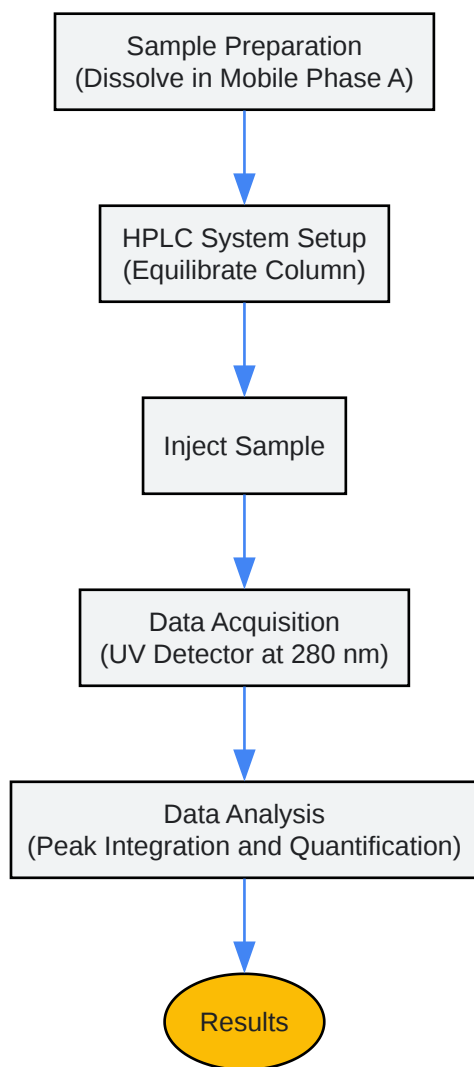 Sample Preparation
(Dissolve in Mobile Phase A)
HPLC System Setup
(Equilibrate Column)
Inject Sample
Data Acquisition
(UV Detector at 280 nm)
Data Analysis
(Peak Integration and Quantification)
Results